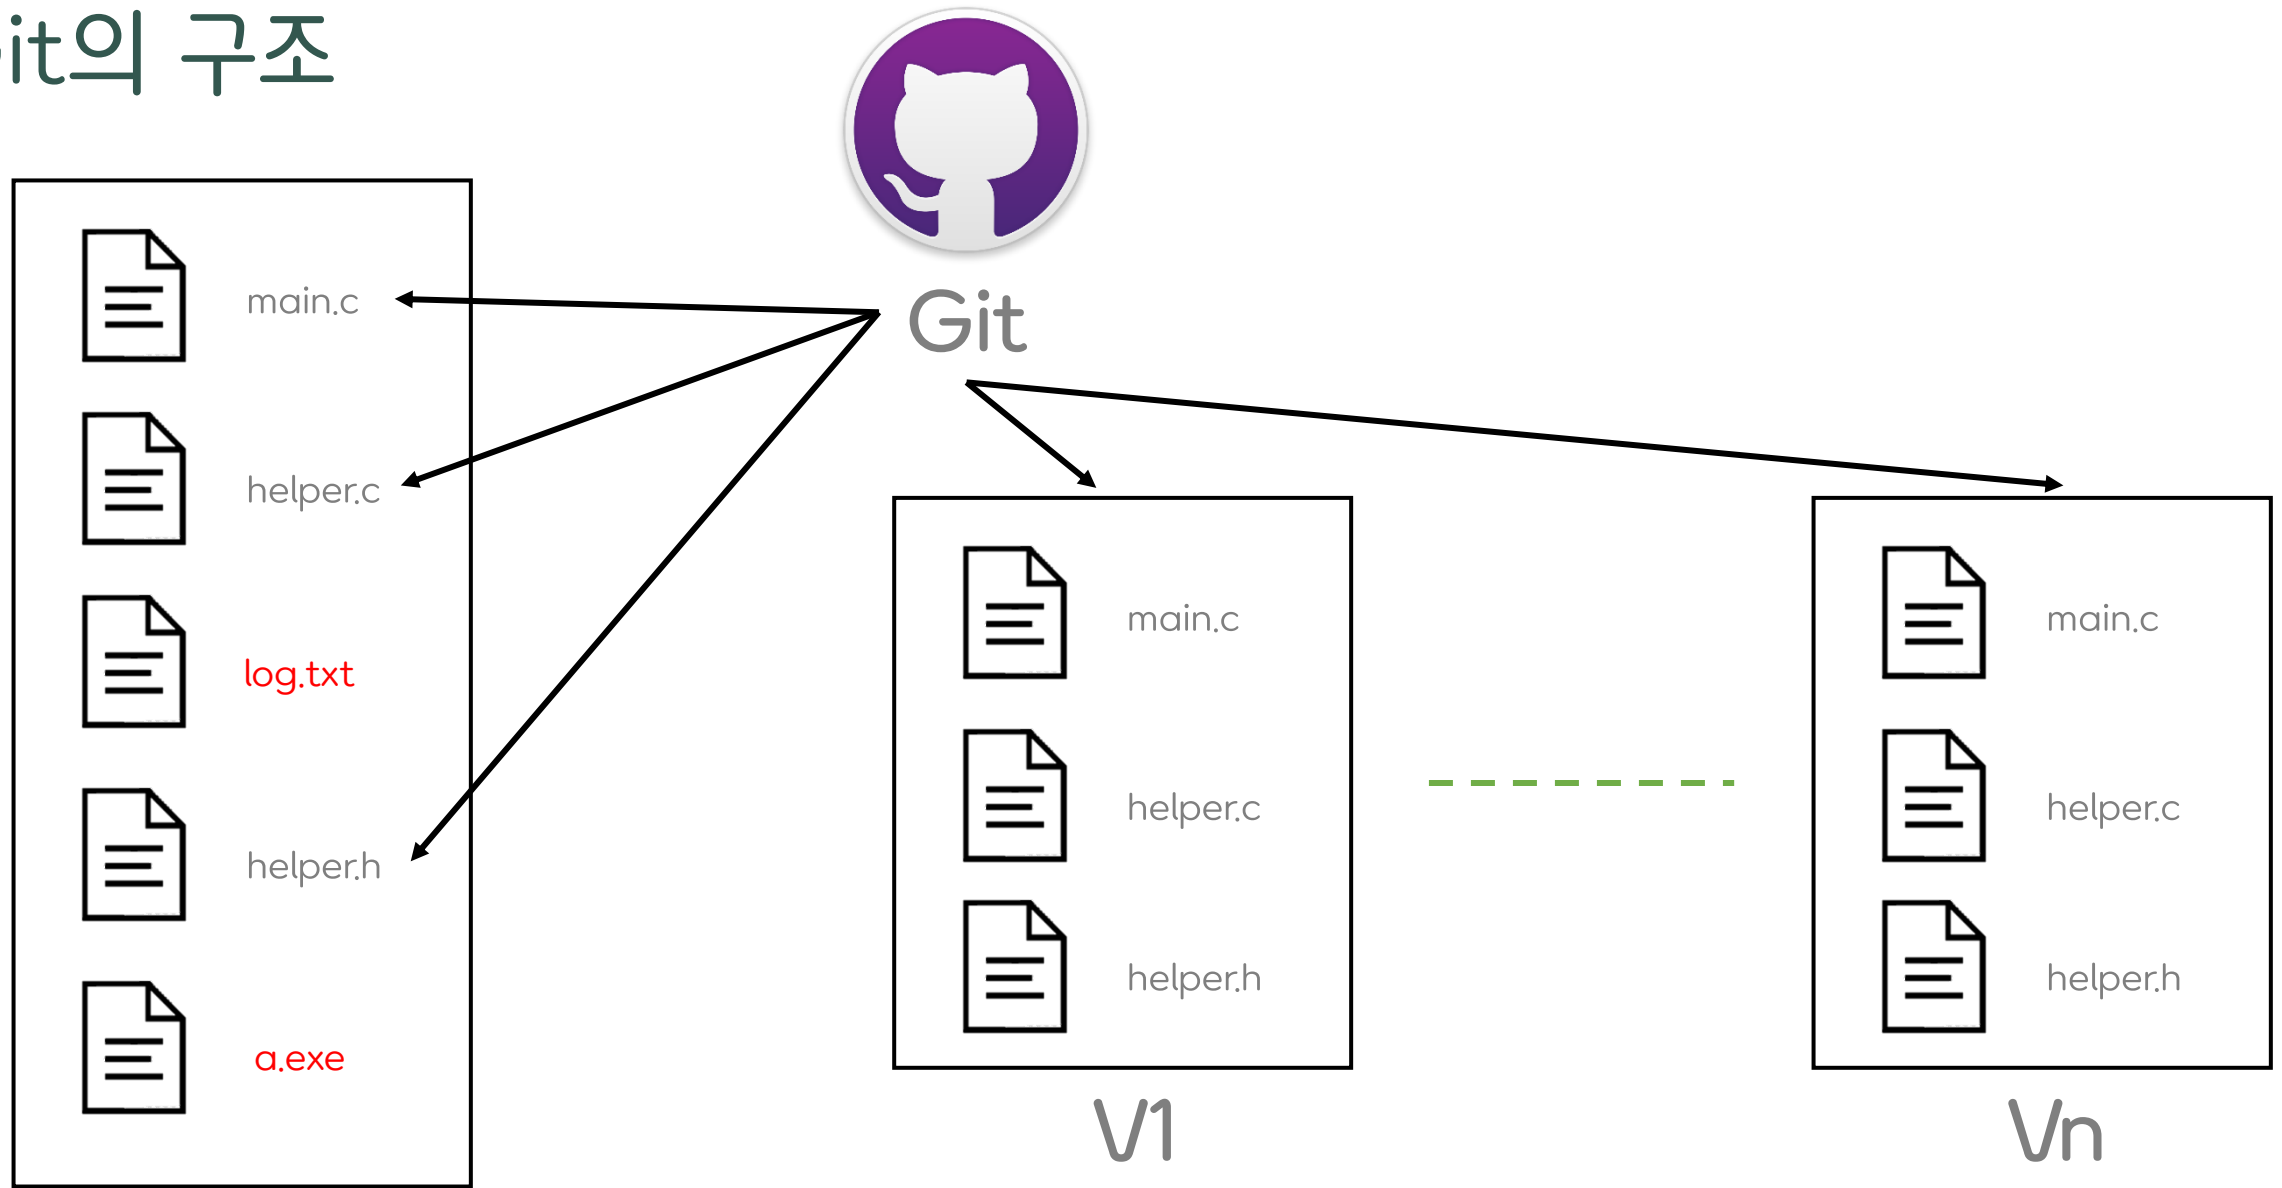 it의 구조
Git
main.c
helper.c
log.txt
helper.h
a.exe
main.c
helper.c
helper.h
V1
main.c
helper.c
helper.h
Vn